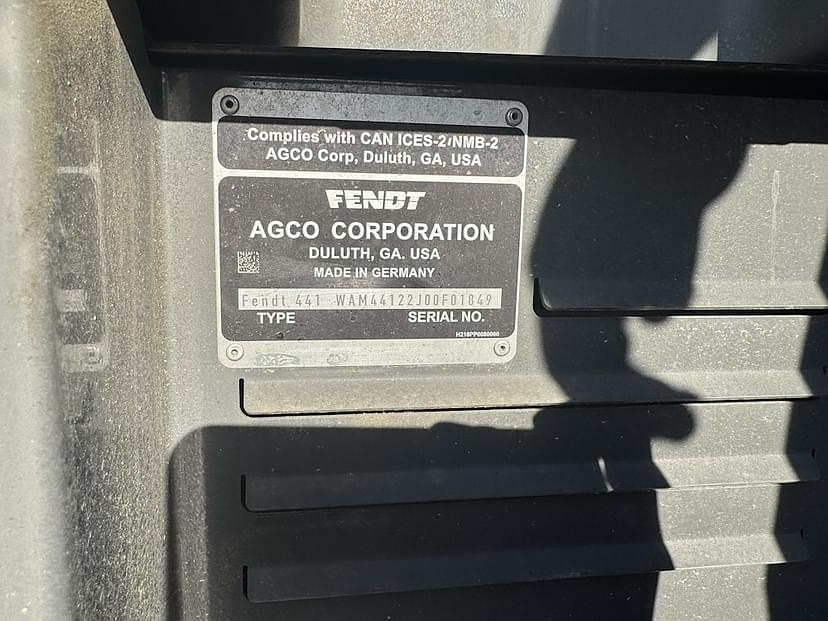 Complies with CAN ICES-2/NMB-2
AGCO Corp, Duluth, GA, USA
FENDT
AGCO CORPORATION
DULUTH, GA. USA
MADE IN GERMANY
Fendt 441 WAM44122J00F01849
TYPE SERIAL NO.
H218PP0080060